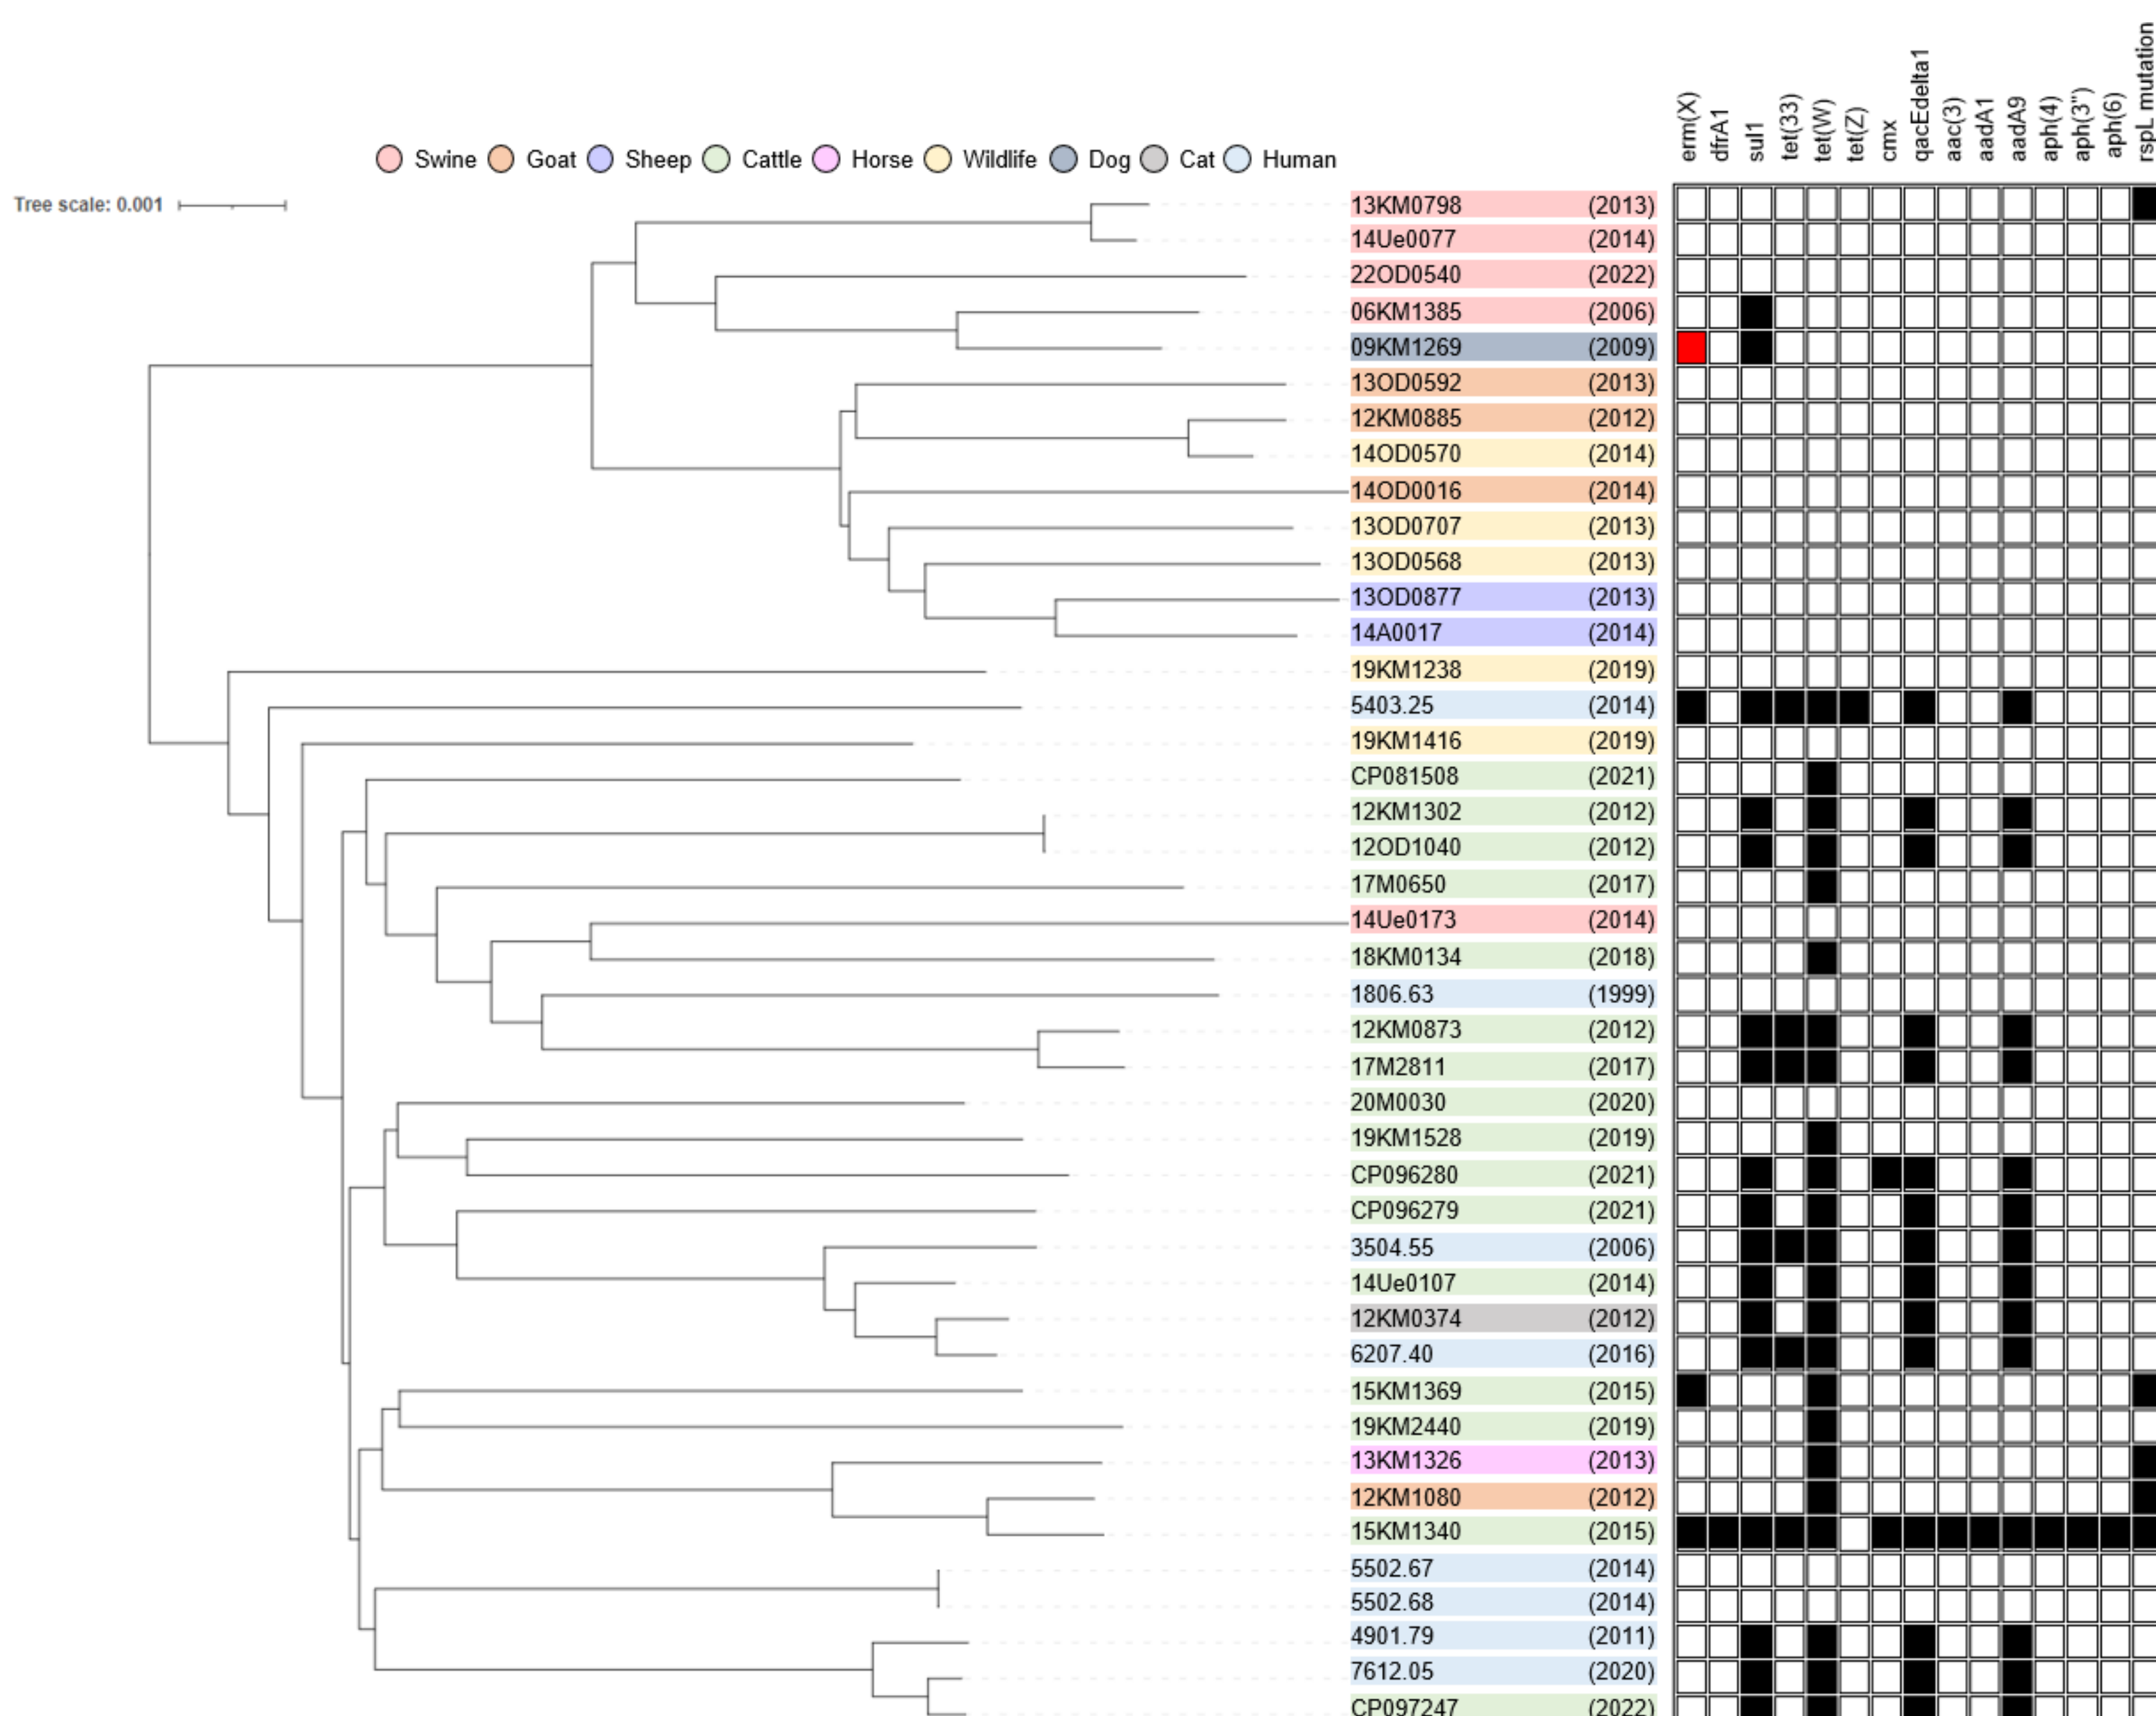 erm(X) dfrA1 sul1 tet(33) tet(W) tet(Z) cmx qacEdelta1 aac(3) aadA1 aadA9 aph(4) aph(3") aph(6) rspL mutation
Swine Goat Sheep Cattle Horse Wildlife Dog Cat Human
Tree scale: 0.001
13KM0798 (2013)
14Ue0077 (2014)
22OD0540 (2022)
06KM1385 (2006)
09KM1269 (2009)
13OD0592 (2013)
12KM0885 (2012)
14OD0570 (2014)
14OD0016 (2014)
13OD0707 (2013)
13OD0568 (2013)
13OD0877 (2013)
14A0017 (2014)
19KM1238 (2019)
5403.25 (2014)
19KM1416 (2019)
CP081508 (2021)
12KM1302 (2012)
12OD1040 (2012)
17M0650 (2017)
14Ue0173 (2014)
18KM0134 (2018)
1806.63 (1999)
12KM0873 (2012)
17M2811 (2017)
20M0030 (2020)
19KM1528 (2019)
CP096280 (2021)
CP096279 (2021)
3504.55 (2006)
14Ue0107 (2014)
12KM0374 (2012)
6207.40 (2016)
15KM1369 (2015)
19KM2440 (2019)
13KM1326 (2013)
12KM1080 (2012)
15KM1340 (2015)
5502.67 (2014)
5502.68 (2014)
4901.79 (2011)
7612.05 (2020)
CP097247 (2022)